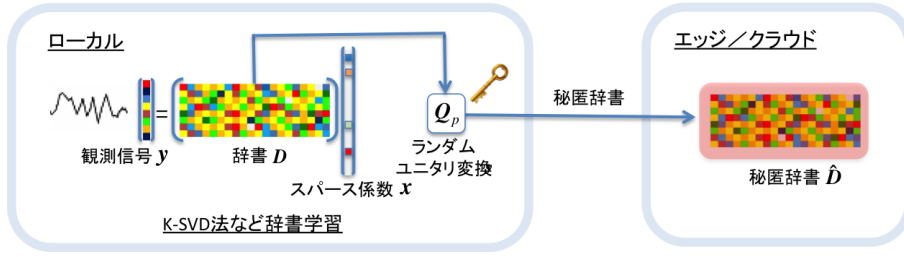 ローカル
観測信号 y
=
辞書 D
スパース係数 x
K-SVD法など辞書学習
Qp
ランダム
ユニタリ変換
秘匿辞書
エッジ／クラウド
秘匿辞書 D̂